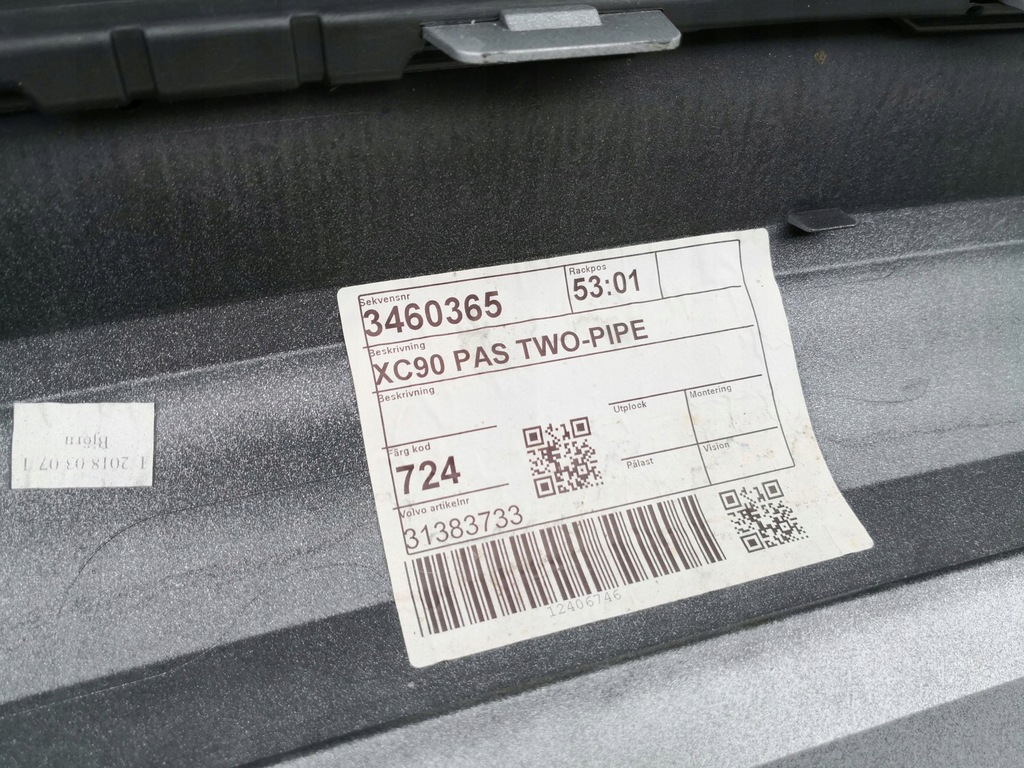 Sekvensnr
3460365
Rackpos
53:01
Beskrivning
XC90 PAS TWO-PIPE
Beskrivning
Utplock
Montering
Färg kod
724
Pålast
Vision
Volvo artikelnr
31383733
12406746
1 2018 03 07 1
Björn